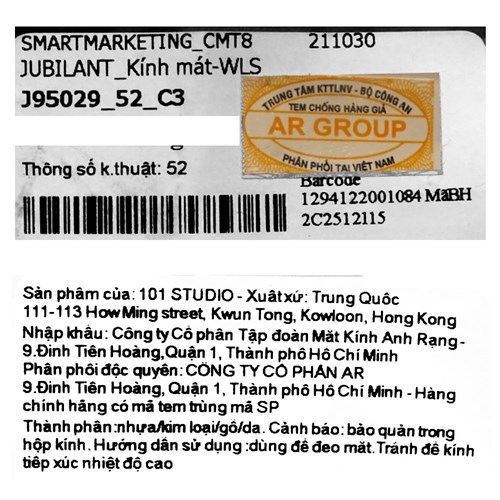 SMARTMARKETING_CMT8 211030
JUBILANT_Kính mát-WLS
J95029_52_C3
TRUNG TÂM KTTLNV - BỘ CÔNG AN
TEM CHỐNG HÀNG GIẢ
AR GROUP
PHÂN PHỐI TẠI VIỆT NAM
Thông số k.thuật: 52
Barcode
1294122001084 MãBH
2C2512115
Sản phẩm của: 101 STUDIO - Xuất xứ: Trung Quốc
111-113 How Ming street, Kwun Tong, Kowloon, Hong Kong
Nhập khẩu: Công ty Cổ phần Tập đoàn Mắt Kính Anh Rạng -
9.Đinh Tiên Hoàng,Quận 1, Thành phố Hồ Chí Minh
Phân phối độc quyền: CÔNG TY CỔ PHẦN AR
9.Đinh Tiên Hoàng, Quận 1, Thành phố Hồ Chí Minh - Hàng
chính hãng có mã tem trùng mã SP
Thành phần:nhựa/kim loại/gỗ/da. Cảnh báo: bảo quản trong
hộp kính. Hướng dẫn sử dụng :dùng để đeo mắt.Tránh để kính
tiếp xúc nhiệt độ cao